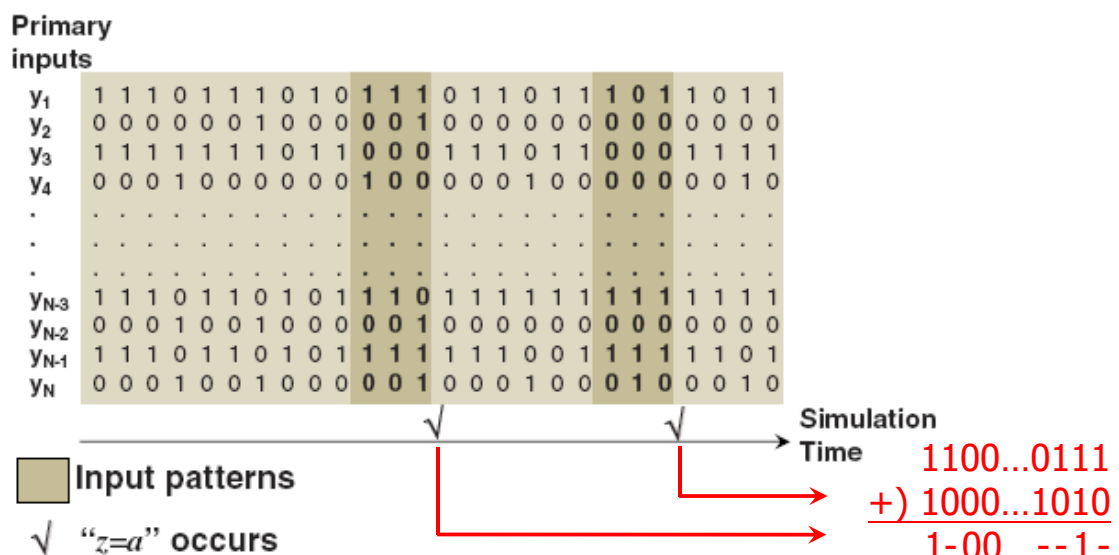 Primary
inputs
y₁ 1 1 1 0 1 1 1 0 1 0 1 1 1 0 1 1 0 1 1 1 0 1 1 0 1 1
y₂ 0 0 0 0 0 0 1 0 0 0 0 0 1 0 0 0 0 0 0 0 0 0 0 0 0 0
y₃ 1 1 1 1 1 1 1 0 1 1 0 0 0 1 1 1 0 1 1 0 0 0 1 1 1 1
y₄ 0 0 0 1 0 0 0 0 0 0 1 0 0 0 0 0 1 0 0 0 0 0 0 0 1 0
. . . . . . . . . . . . . . . . . . . . . . . . . . .
. . . . . . . . . . . . . . . . . . . . . . . . . . .
. . . . . . . . . . . . . . . . . . . . . . . . . . .
yN-3 1 1 1 0 1 1 0 1 0 1 1 1 0 1 1 1 1 1 1 1 1 1 1 1 1 1
yN-2 0 0 0 1 0 0 1 0 0 0 0 0 1 0 0 0 0 0 0 0 0 0 0 0 0 0
yN-1 1 1 1 0 1 1 0 1 0 1 1 1 1 1 1 1 0 0 1 1 1 1 1 1 0 1
yN 0 0 0 1 0 0 1 0 0 0 0 0 1 0 0 0 1 0 0 0 1 0 0 0 1 0
√ √
Simulation
Time
1100...0111
+) 1000...1010
1-00 --1-
Input patterns
√ “z=a” occurs